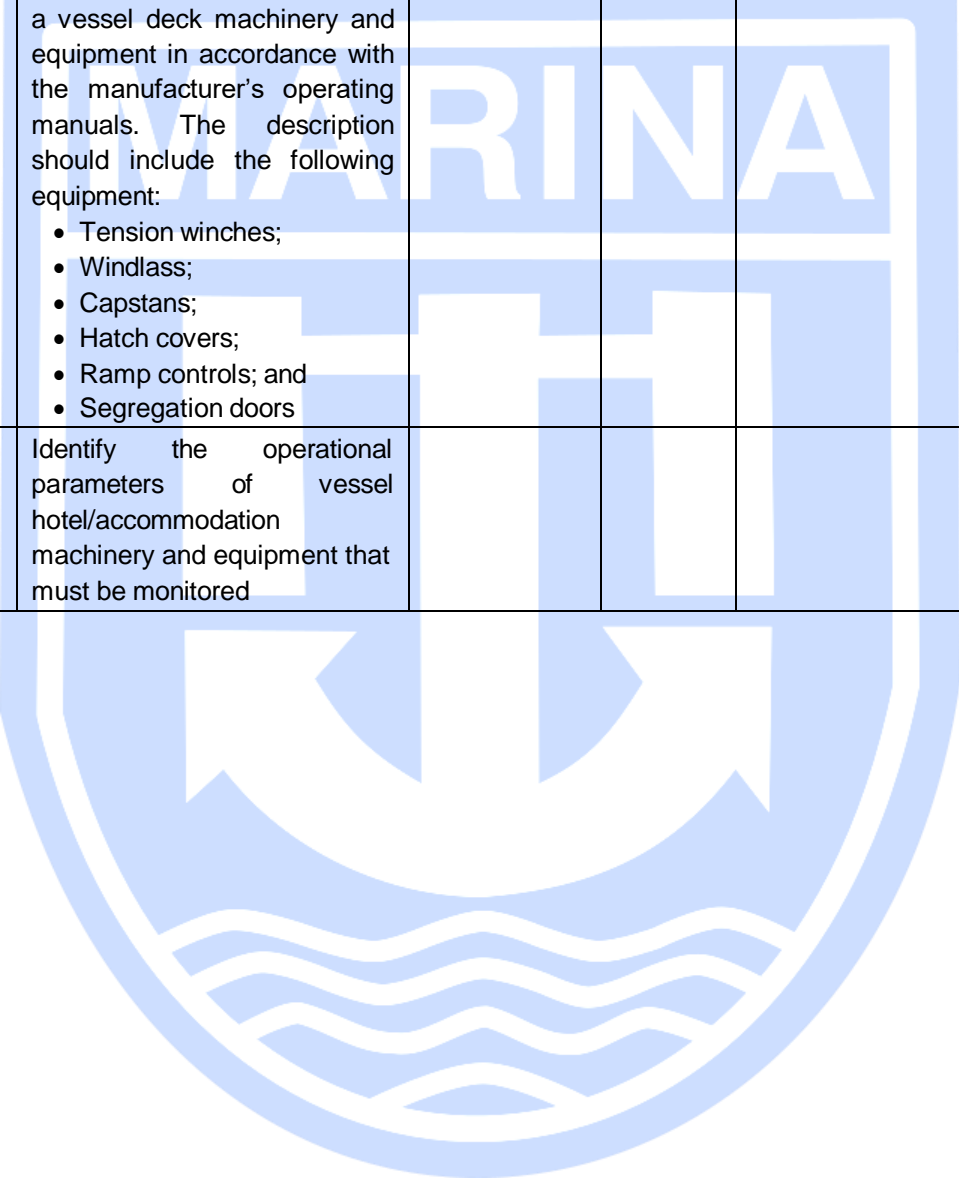 MARINA
a vessel deck machinery and
equipment in accordance with
the manufacturer’s operating
manuals. The description
should include the following
equipment:
• Tension winches;
• Windlass;
• Capstans;
• Hatch covers;
• Ramp controls; and
• Segregation doors
Identify the operational
parameters of vessel
hotel/accommodation
machinery and equipment that
must be monitored